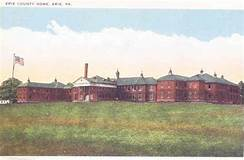 ERIE COUNTY HOME, ERIE, PA.